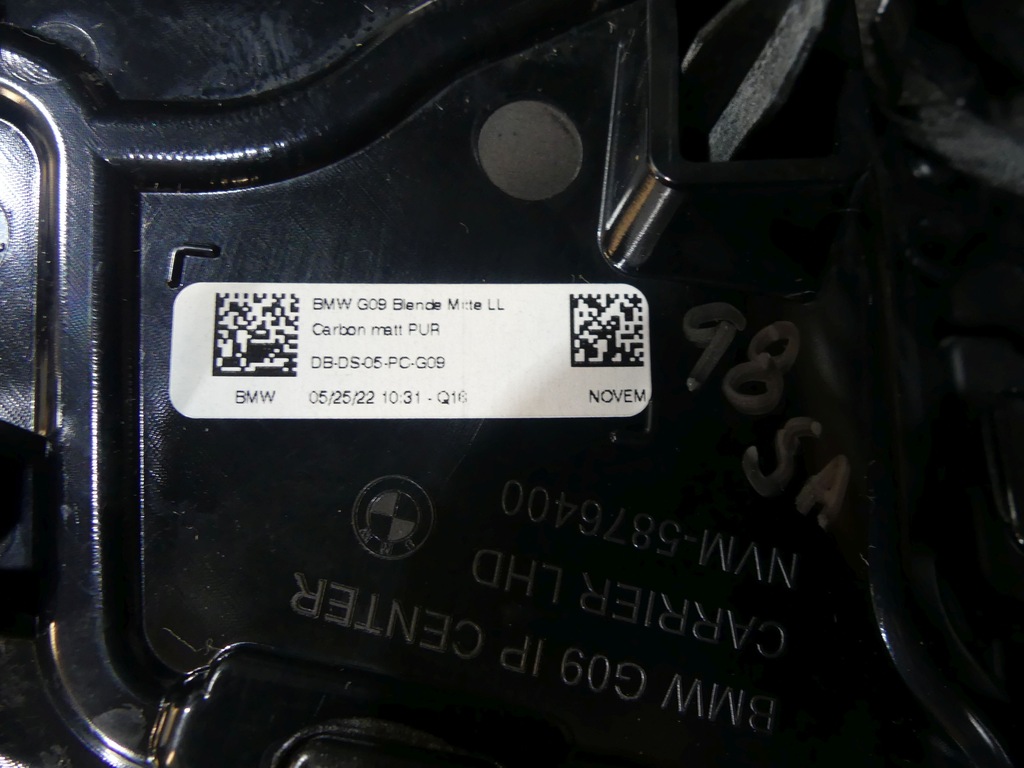 BMW G09 Blende Mitte LL
Carbon matt PUR
DB-DS-05-PC-G09
BMW 05/25/22 10:31 - Q16 NOVEM
BMW G09 IP CENTER
CARRIER LHD
NVM-5876400
BMW